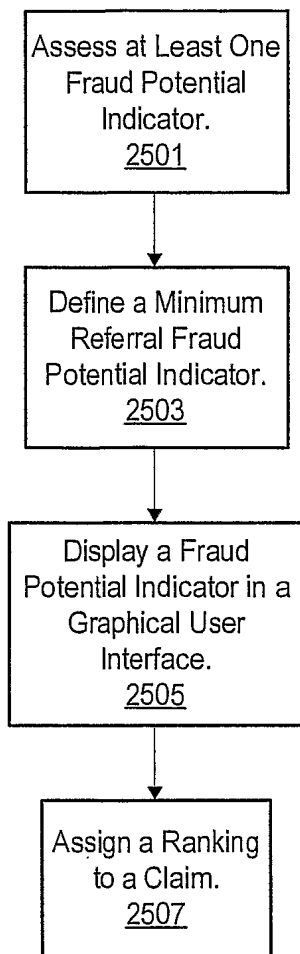 Assess at Least One
Fraud Potential
Indicator.
2501
Define a Minimum
Referral Fraud
Potential Indicator.
2503
Display a Fraud
Potential Indicator in a
Graphical User
Interface.
2505
Assign a Ranking
to a Claim.
2507